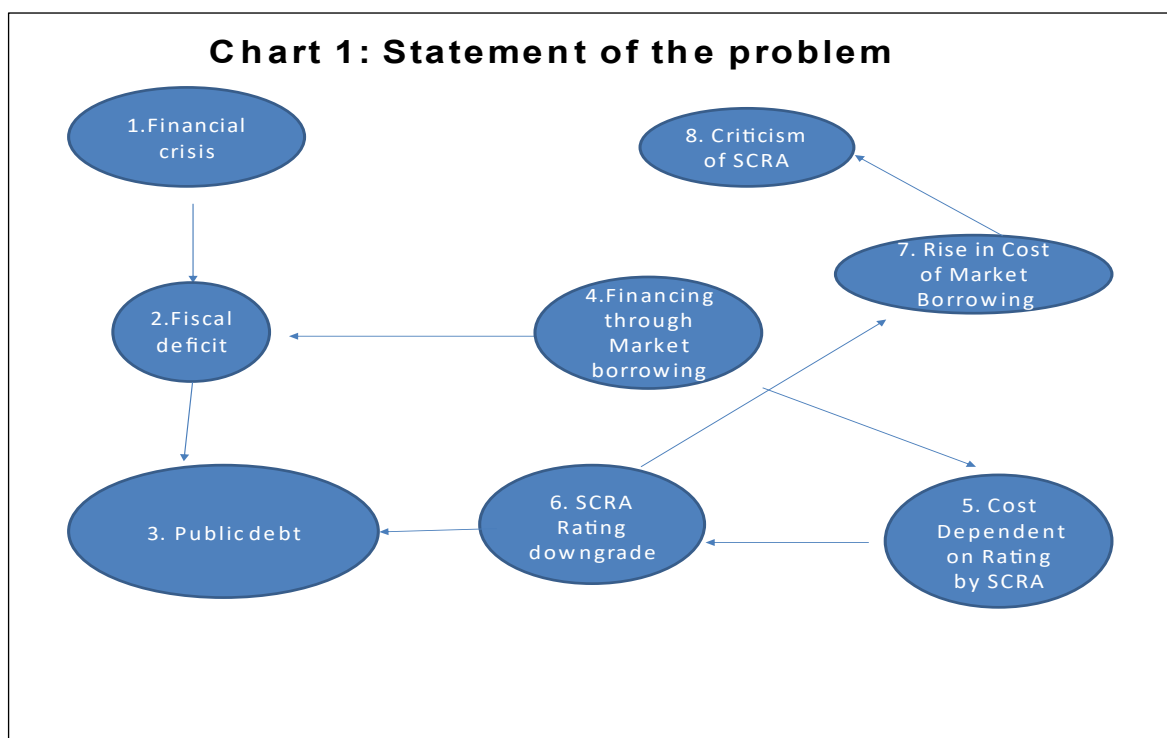 Chart 1: Statement of the problem
1.Financial
crisis
8. Criticism
of SCRA
7. Rise in Cost
of Market
Borrowing
2.Fiscal
deficit
4.Financing
through
Market
borrowing
3. Public debt
6. SCRA
Rating
downgrade
5. Cost
Dependent
on Rating
by SCRA